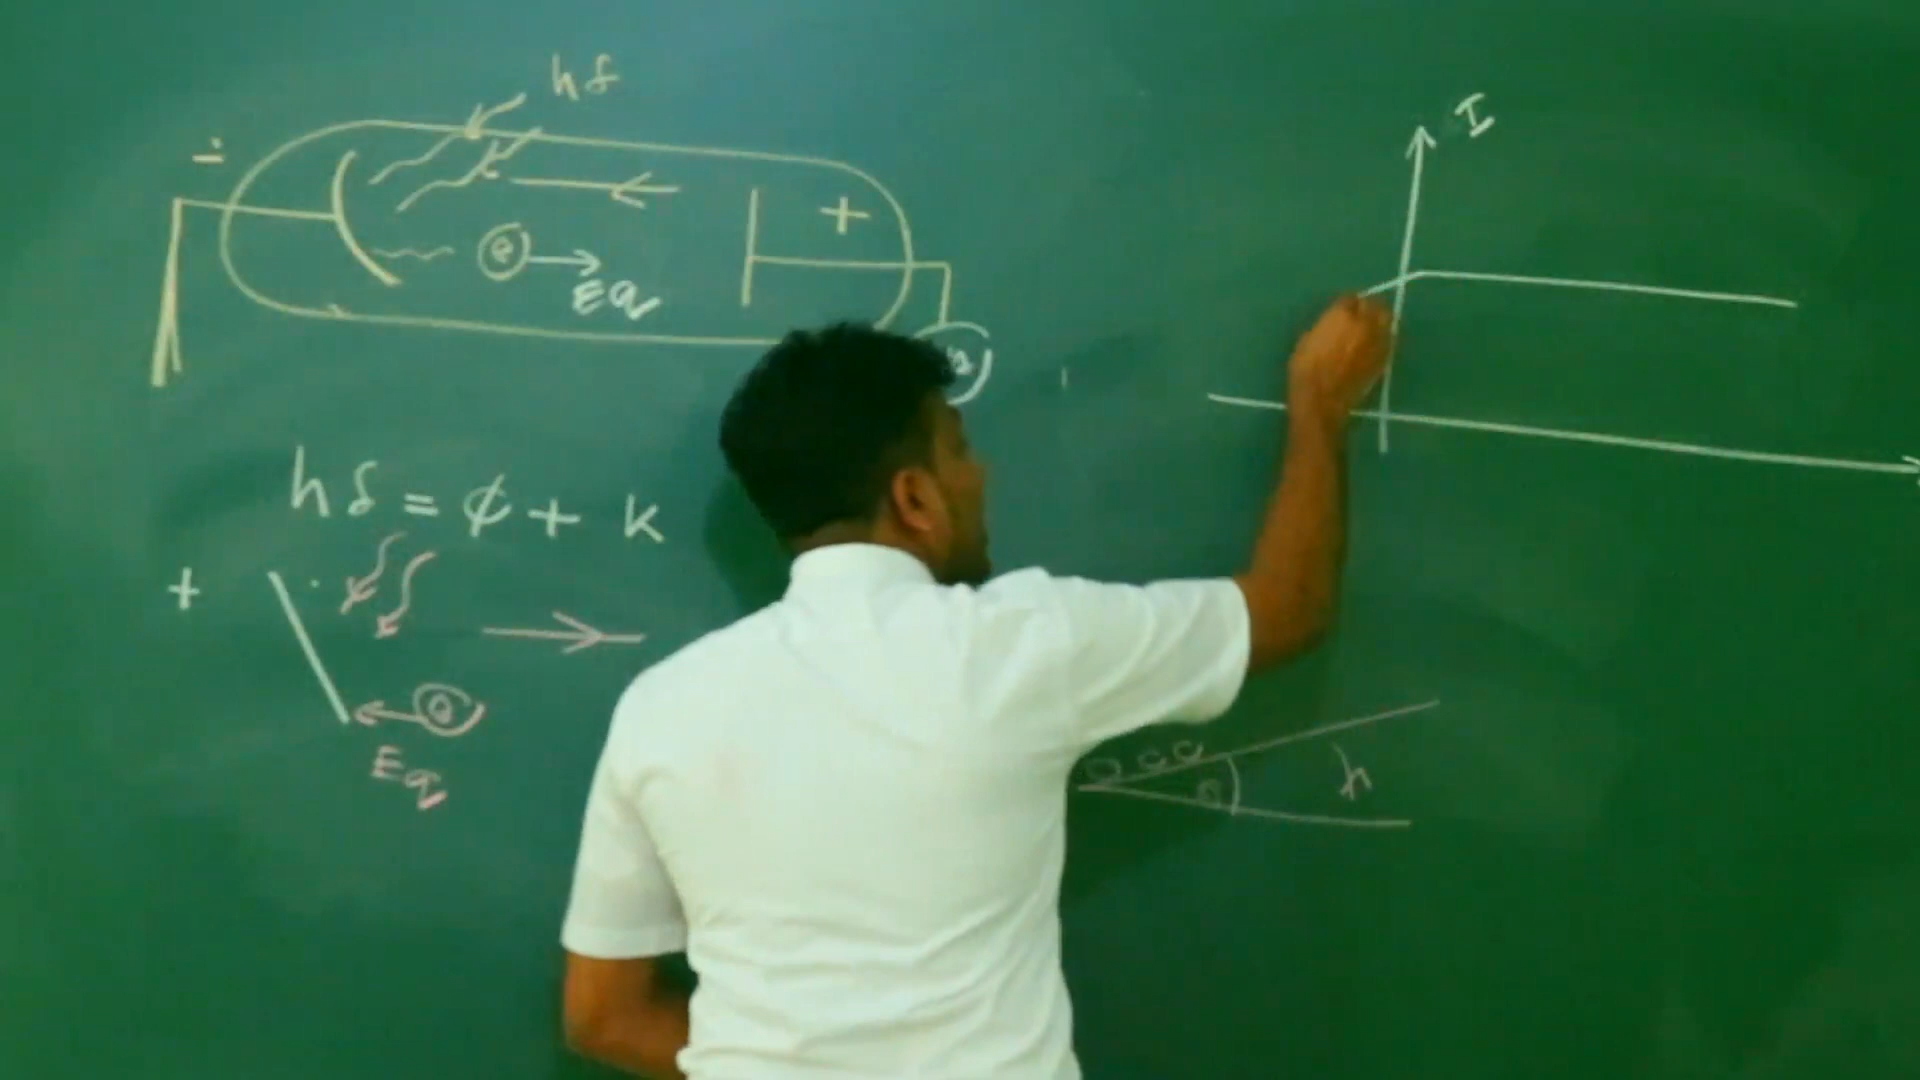 hf
I
-
+
e
Eq
hf = ϕ + k
+
e
Eq
h